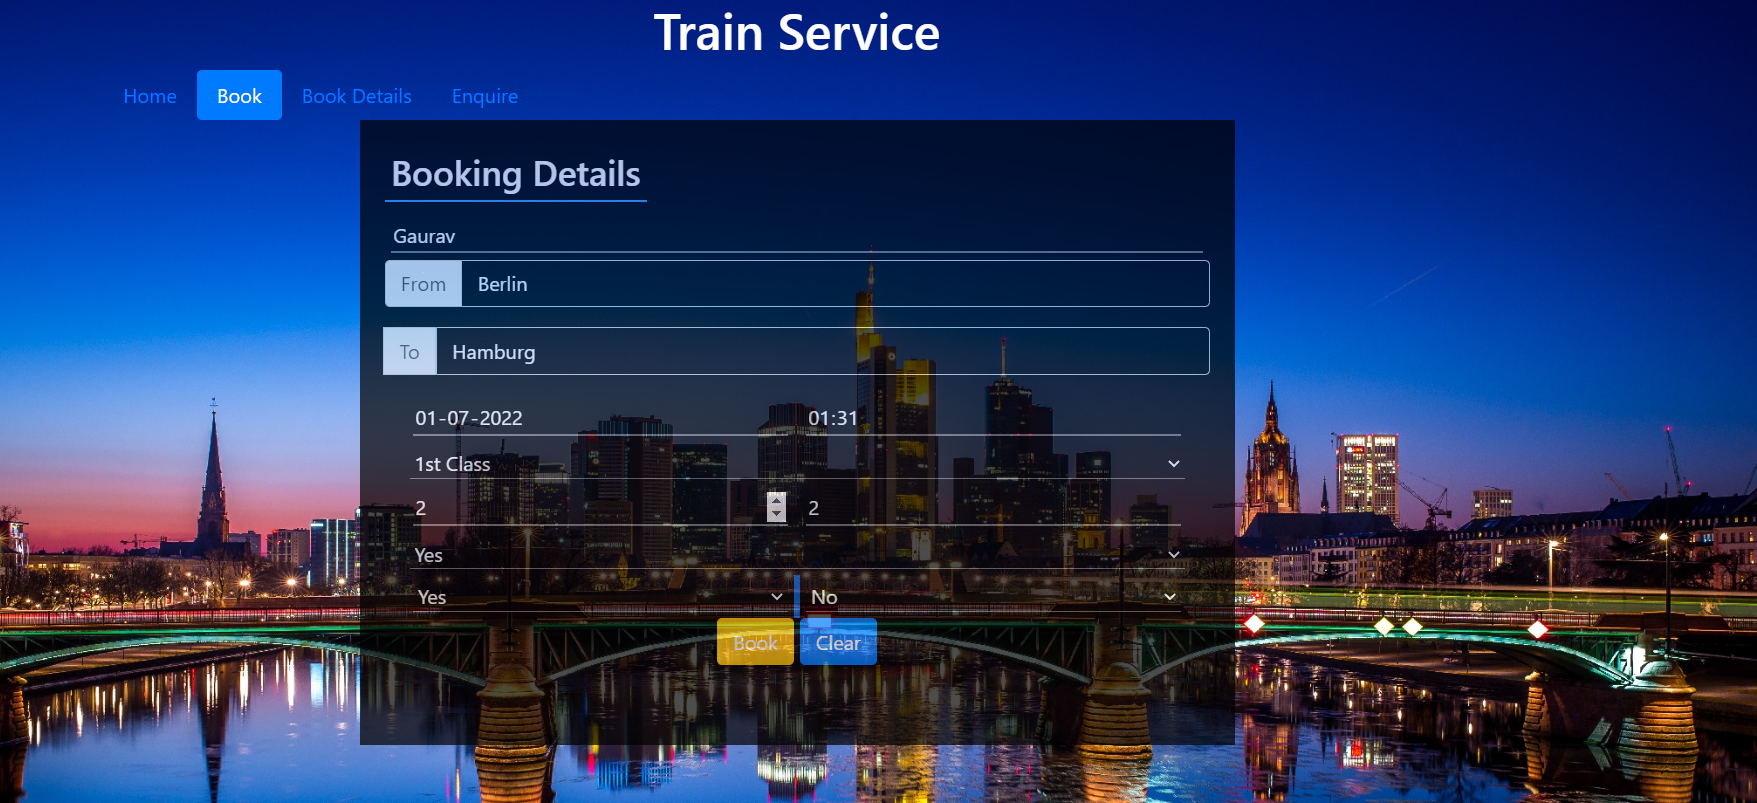 Train Service
Home Book Book Details Enquire
Booking Details
Gaurav
From Berlin
To Hamburg
01-07-2022 01:31
1st Class
2 2
Yes
Yes No
Book Clear